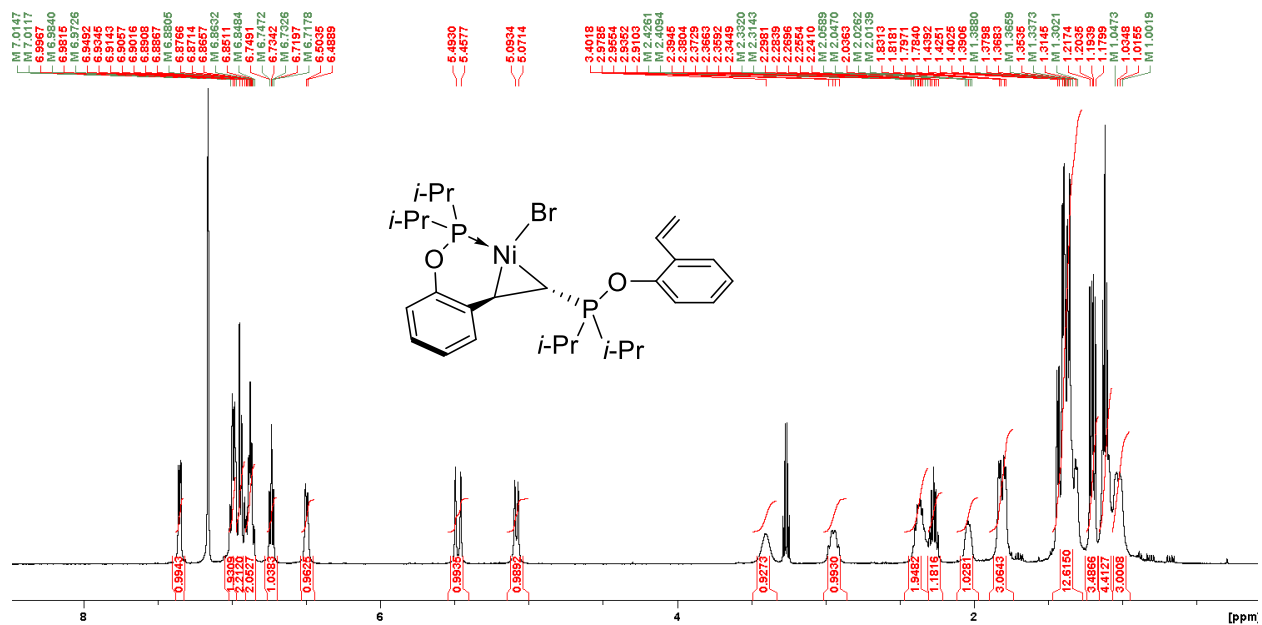 M 7.0147
M 7.0117
6.9967
M 6.9840
6.9815
M 6.9726
6.9492
6.9345
6.9143
6.9057
6.9016
6.8908
6.8867
M 6.8805
6.8766
6.8714
6.8657
M 6.8632
6.8511
M 6.8484
6.7491
M 6.7472
6.7342
M 6.7326
6.7197
M 6.7178
6.5035
6.4889
5.4930
5.4577
5.0934
5.0714
3.4018
2.9785
2.9554
2.9362
2.9103
M 2.4261
M 2.4094
2.3945
2.3804
2.3729
2.3663
2.3592
2.3449
M 2.3320
M 2.3143
2.2981
2.2839
2.2696
2.2554
2.2410
M 2.0589
M 2.0470
2.0363
M 2.0262
M 2.0139
1.8313
1.8181
1.7971
1.7840
1.4392
1.4251
1.4025
1.3906
M 1.3880
1.3798
1.3683
M 1.3659
1.3535
M 1.3373
1.3145
M 1.3021
1.2174
1.2035
1.1939
1.1799
M 1.0473
1.0348
1.0155
M 1.0019
i-Pr
i-Pr
P
Br
Ni
O
O
P
i-Pr
i-Pr
0.9943
1.9309
2.2120
2.0527
1.0383
0.9625
0.9935
0.9892
0.9273
0.9930
1.9482
1.1816
1.0281
3.0643
12.6150
3.4866
4.4127
3.0008
8 6 4 2 [ppm]